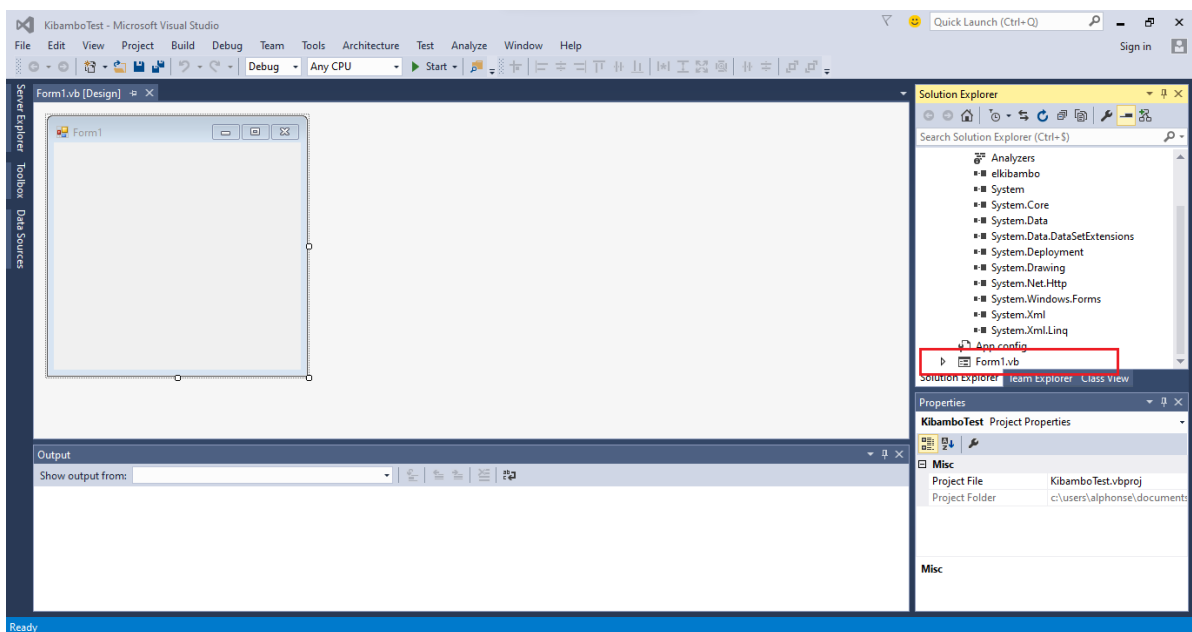 KibamboTest - Microsoft Visual Studio
Quick Launch (Ctrl+Q)
File Edit View Project Build Debug Team Tools Architecture Test Analyze Window Help
Sign in
Debug Any CPU Start
Server Explorer
Toolbox
Data Sources
Form1.vb [Design]
Form1
Solution Explorer
Search Solution Explorer (Ctrl+$)
Analyzers
elkibambo
System
System.Core
System.Data
System.Data.DataSetExtensions
System.Deployment
System.Drawing
System.Net.Http
System.Windows.Forms
System.Xml
System.Xml.Linq
App.config
Form1.vb
Solution Explorer Team Explorer Class View
Properties
KibamboTest Project Properties
Misc
Project File KibamboTest.vbproj
Project Folder c:\users\alphonse\documents
Misc
Output
Show output from:
Ready